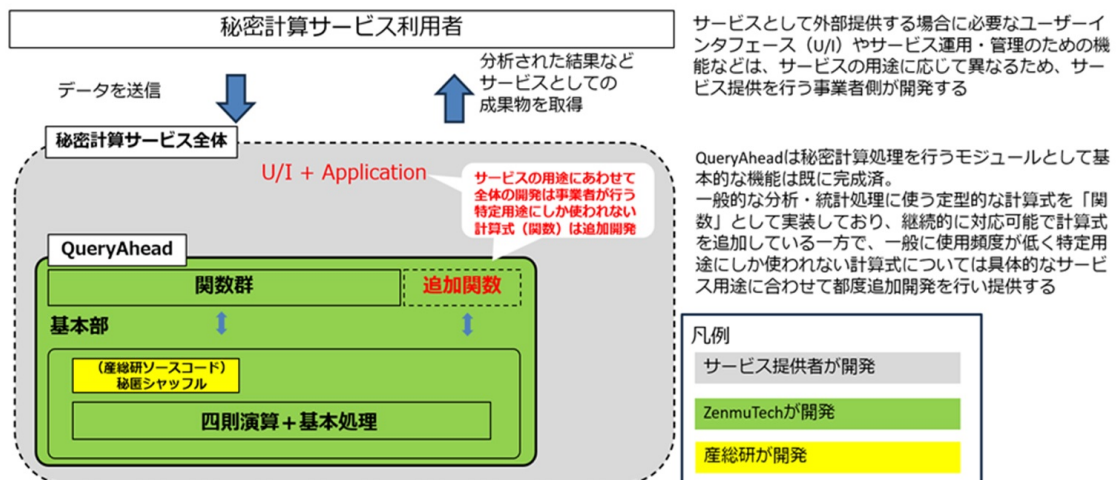 秘密計算サービス利用者
データを送信
分析された結果など
サービスとしての
成果物を取得
秘密計算サービス全体
U/I + Application
サービスの用途にあわせて
全体の開発は事業者が行う
特定用途にしか使われない
計算式（関数）は追加開発
QueryAhead
関数群
追加関数
基本部
（産総研ソースコード）
秘匿シャッフル
四則演算＋基本処理
サービスとして外部提供する場合に必要なユーザーイ
ンタフェース（U/I）やサービス運用・管理のための機
能などは、サービスの用途に応じて異なるため、サー
ビス提供を行う事業者側が開発する
QueryAheadは秘密計算処理を行うモジュールとして基
本的な機能は既に完成済。
一般的な分析・統計処理に使う定型的な計算式を「関
数」として実装しており、継続的に対応可能で計算式
を追加している一方で、一般に使用頻度が低く特定用
途にしか使われない計算式については具体的なサービ
ス用途に合わせて都度追加開発を行い提供する
凡例
サービス提供者が開発
ZenmuTechが開発
産総研が開発